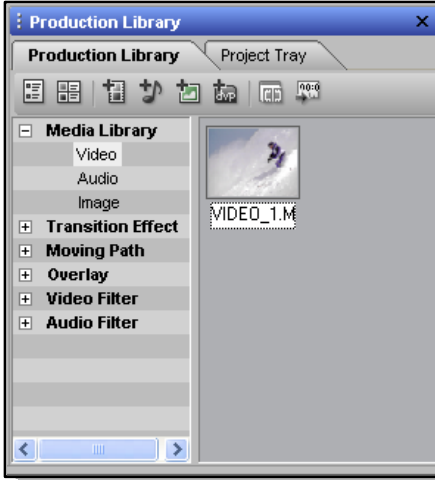 Production Library
Production Library Project Tray
dvp
Media Library
Video
Audio
Image
VIDEO_1.M
Transition Effect
Moving Path
Overlay
Video Filter
Audio Filter